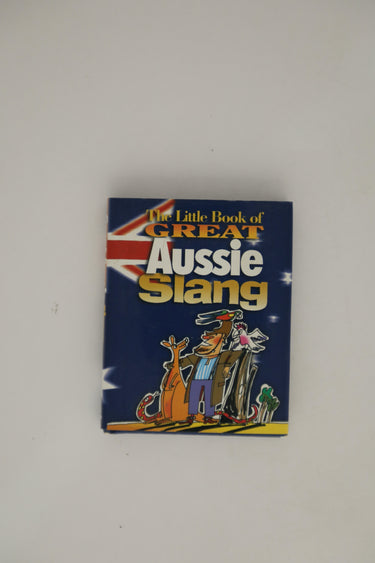 The Little Book of
GREAT
Aussie
Slang